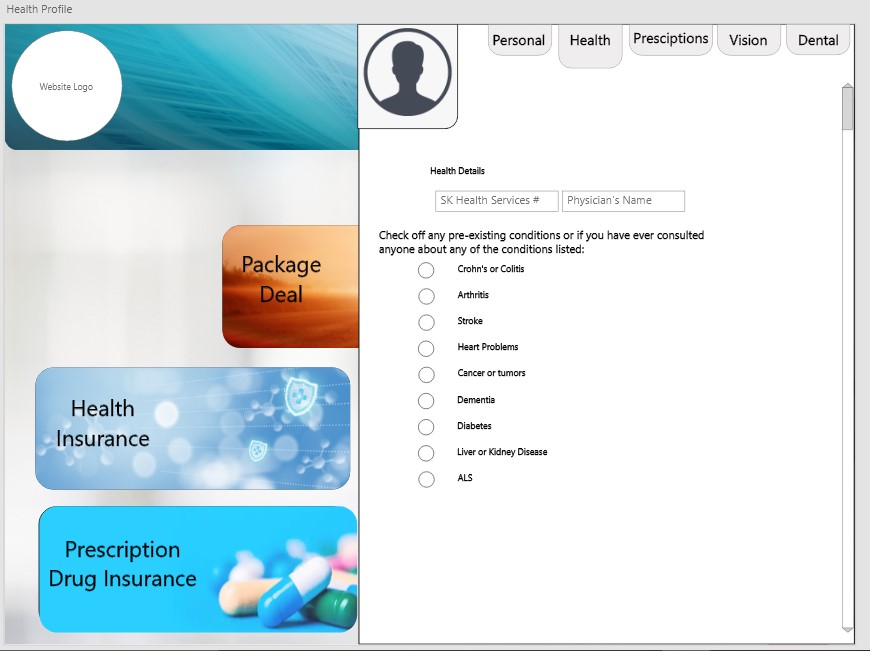 Health Profile
Website Logo
Personal
Health
Presciptions
Vision
Dental
Health Details
SK Health Services #
Physician's Name
Check off any pre-existing conditions or if you have ever consulted
anyone about any of the conditions listed:
Crohn's or Colitis
Arthritis
Stroke
Heart Problems
Cancer or tumors
Dementia
Diabetes
Liver or Kidney Disease
ALS
Package
Deal
Health
Insurance
Prescription
Drug Insurance